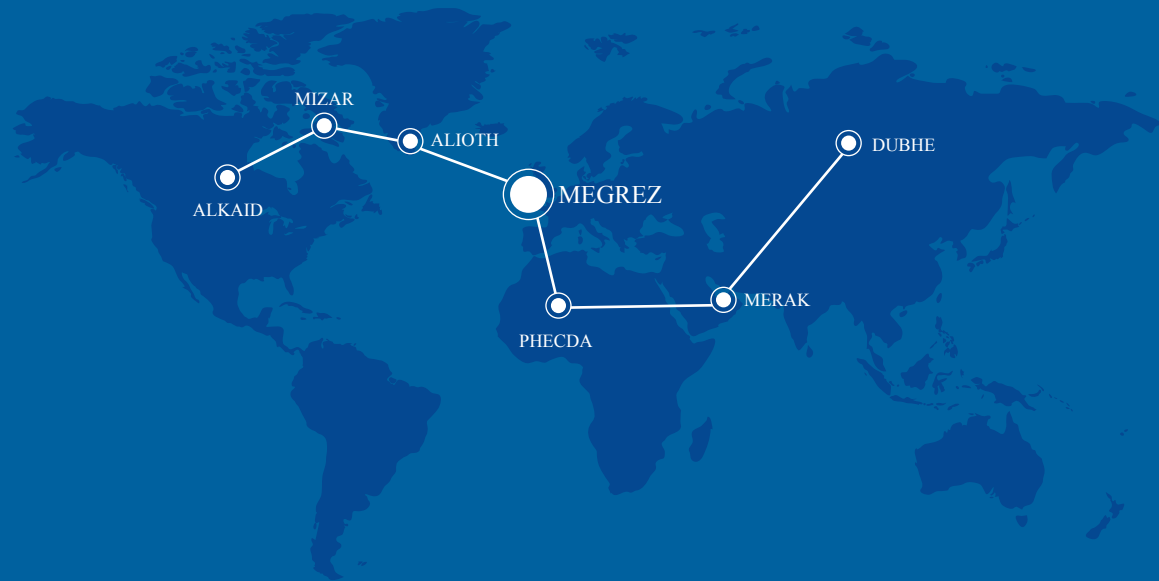 MIZAR
ALIOTH
DUBHE
MEGREZ
ALKAID
MERAK
PHECDA